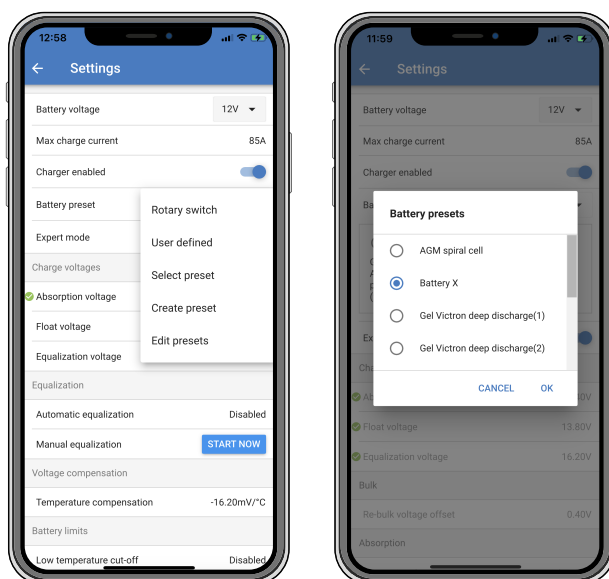 12:58
Settings
Battery voltage 12V
Max charge current 85A
Charger enabled
Battery preset
Rotary switch
Expert mode
User defined
Charge voltages
Select preset
Absorption voltage
Create preset
Float voltage
Edit presets
Equalization voltage
Equalization
Automatic equalization Disabled
Manual equalization START NOW
Voltage compensation
Temperature compensation -16.20mV/°C
Battery limits
Low temperature cut-off Disabled
11:59
Settings
Battery voltage 12V
Max charge current 85A
Charger enabled
Battery presets
AGM spiral cell
Battery X
Gel Victron deep discharge(1)
Gel Victron deep discharge(2)
CANCEL OK
Float voltage 13.80V
Equalization voltage 16.20V
Bulk
Re-bulk voltage offset 0.40V
Absorption